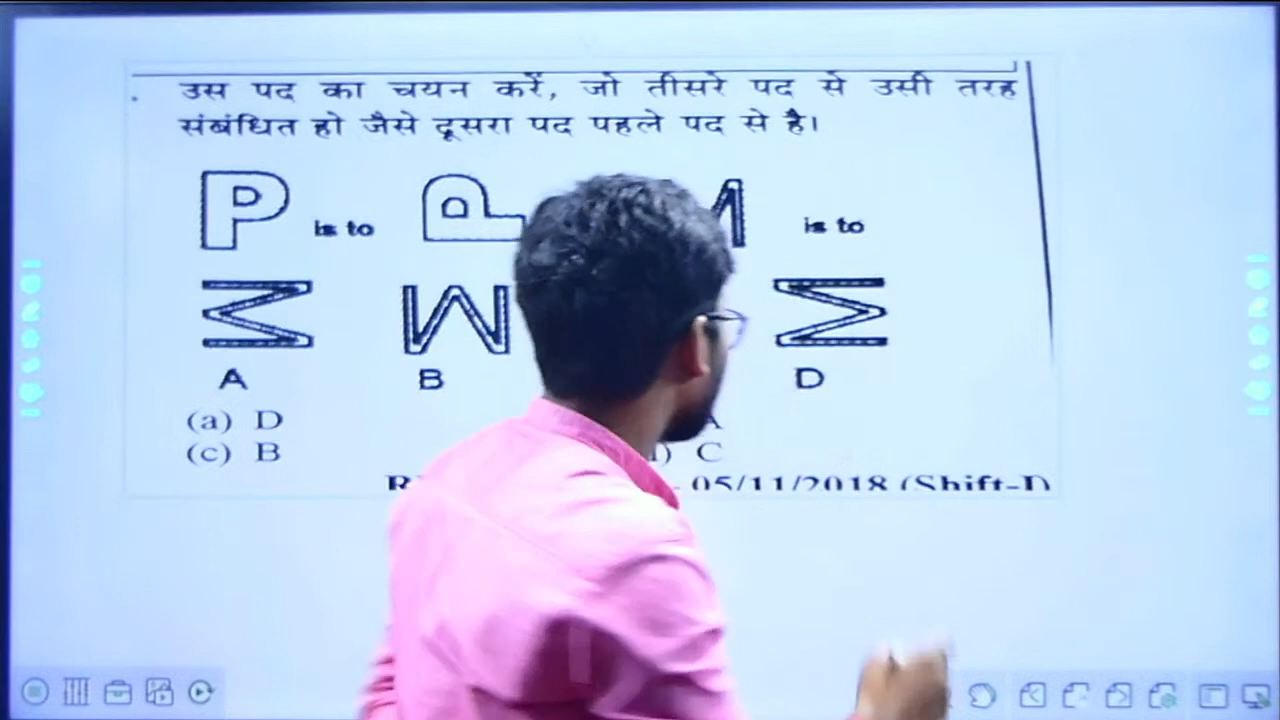 उस पद का चयन करें, जो तीसरे पद से उसी तरह
संबंधित हो जैसे दूसरा पद पहले पद से है।
P is to is to
A B D
(a) D
(c) B C
05/11/2018 (Shift-I)